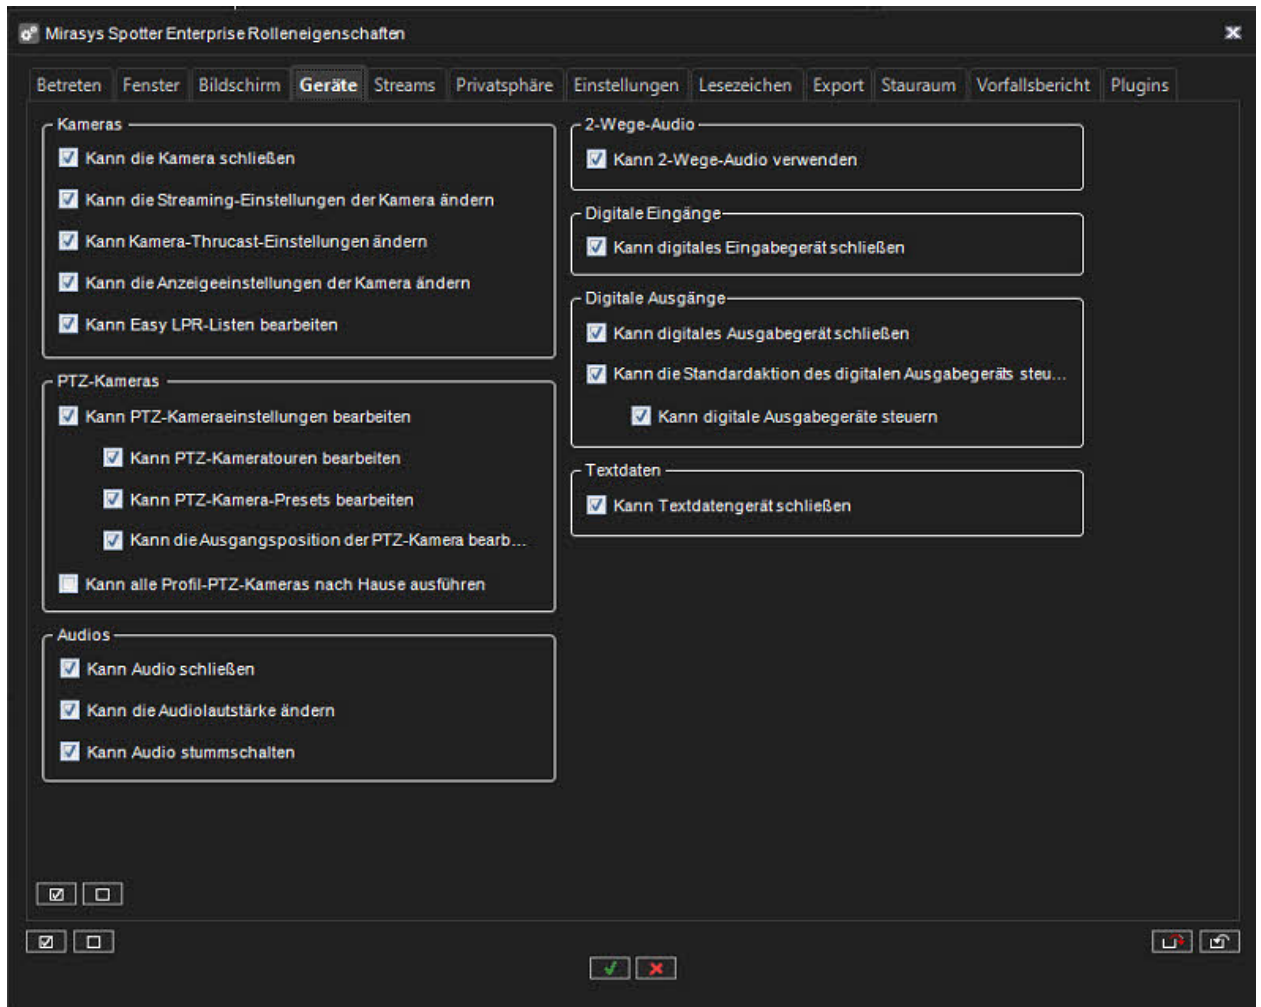 Mirasys Spotter Enterprise Rolleneigenschaften
Betreten Fenster Bildschirm Geräte Streams Privatsphäre Einstellungen Lesezeichen Export Stauraum Vorfallsbericht Plugins
Kameras
Kann die Kamera schließen
Kann die Streaming-Einstellungen der Kamera ändern
Kann Kamera-Thrucast-Einstellungen ändern
Kann die Anzeigeeinstellungen der Kamera ändern
Kann Easy LPR-Listen bearbeiten
PTZ-Kameras
Kann PTZ-Kameraeinstellungen bearbeiten
Kann PTZ-Kameratouren bearbeiten
Kann PTZ-Kamera-Presets bearbeiten
Kann die Ausgangsposition der PTZ-Kamera bearb...
Kann alle Profil-PTZ-Kameras nach Hause ausführen
Audios
Kann Audio schließen
Kann die Audiolautstärke ändern
Kann Audio stummschalten
2-Wege-Audio
Kann 2-Wege-Audio verwenden
Digitale Eingänge
Kann digitales Eingabegerät schließen
Digitale Ausgänge
Kann digitales Ausgabegerät schließen
Kann die Standardaktion des digitalen Ausgabegeräts steu...
Kann digitale Ausgabegeräte steuern
Textdaten
Kann Textdatengerät schließen